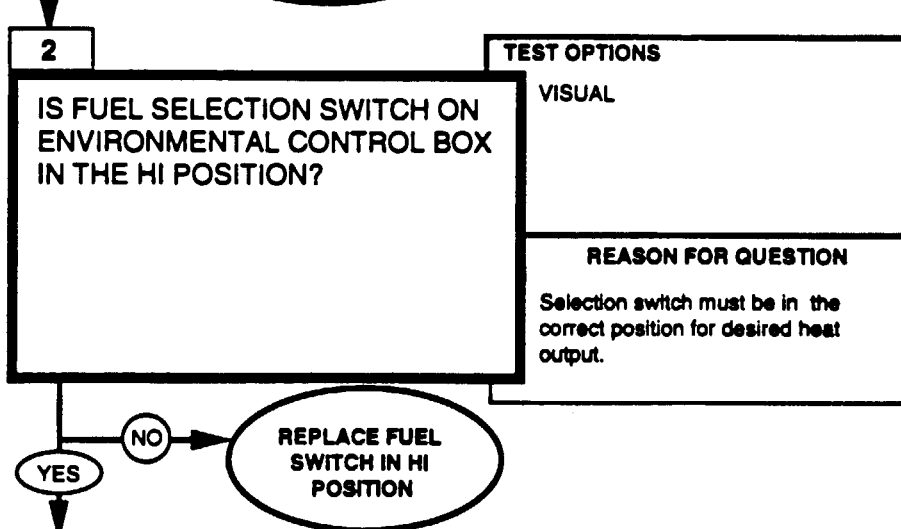 2
IS FUEL SELECTION SWITCH ON
ENVIRONMENTAL CONTROL BOX
IN THE HI POSITION?
TEST OPTIONS
VISUAL
REASON FOR QUESTION
Selection switch must be in the
correct position for desired heat
output.
NO
REPLACE FUEL
SWITCH IN HI
POSITION
YES